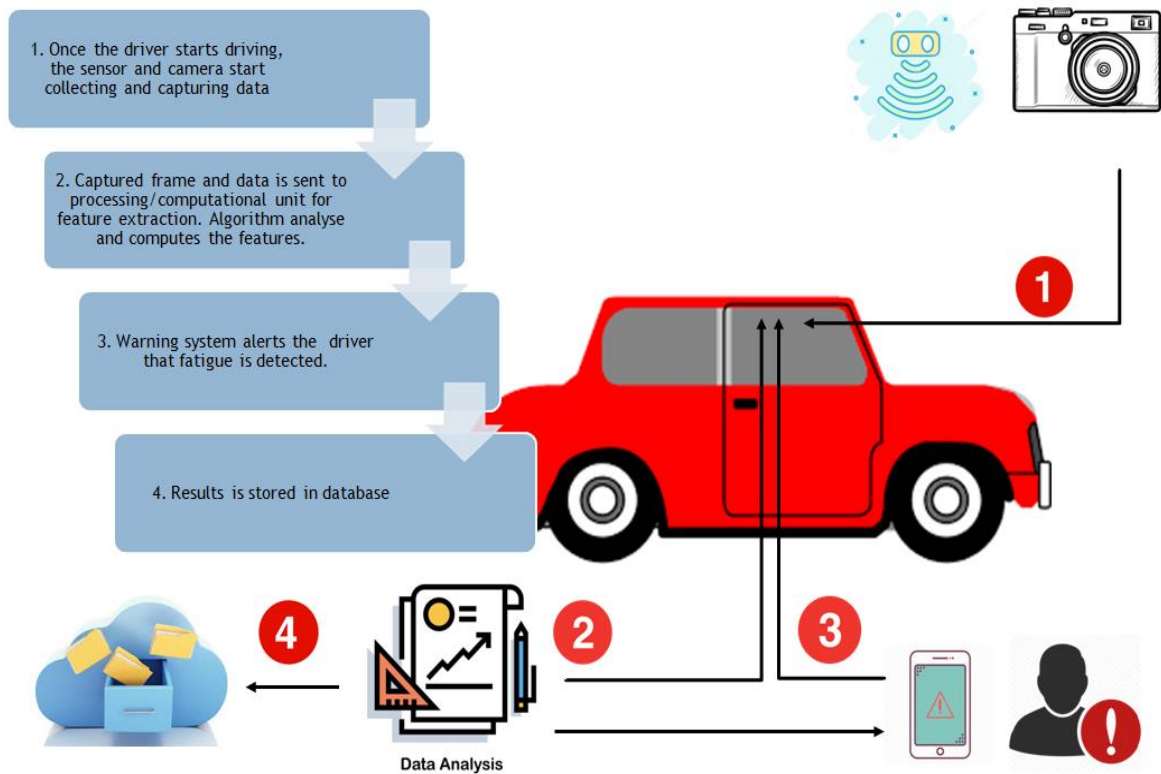 1. Once the driver starts driving,
the sensor and camera start
collecting and capturing data
2. Captured frame and data is sent to
processing/computational unit for
feature extraction. Algorithm analyse
and computes the features.
3. Warning system alerts the driver
that fatigue is detected.
4. Results is stored in database
1
2
3
4
Data Analysis